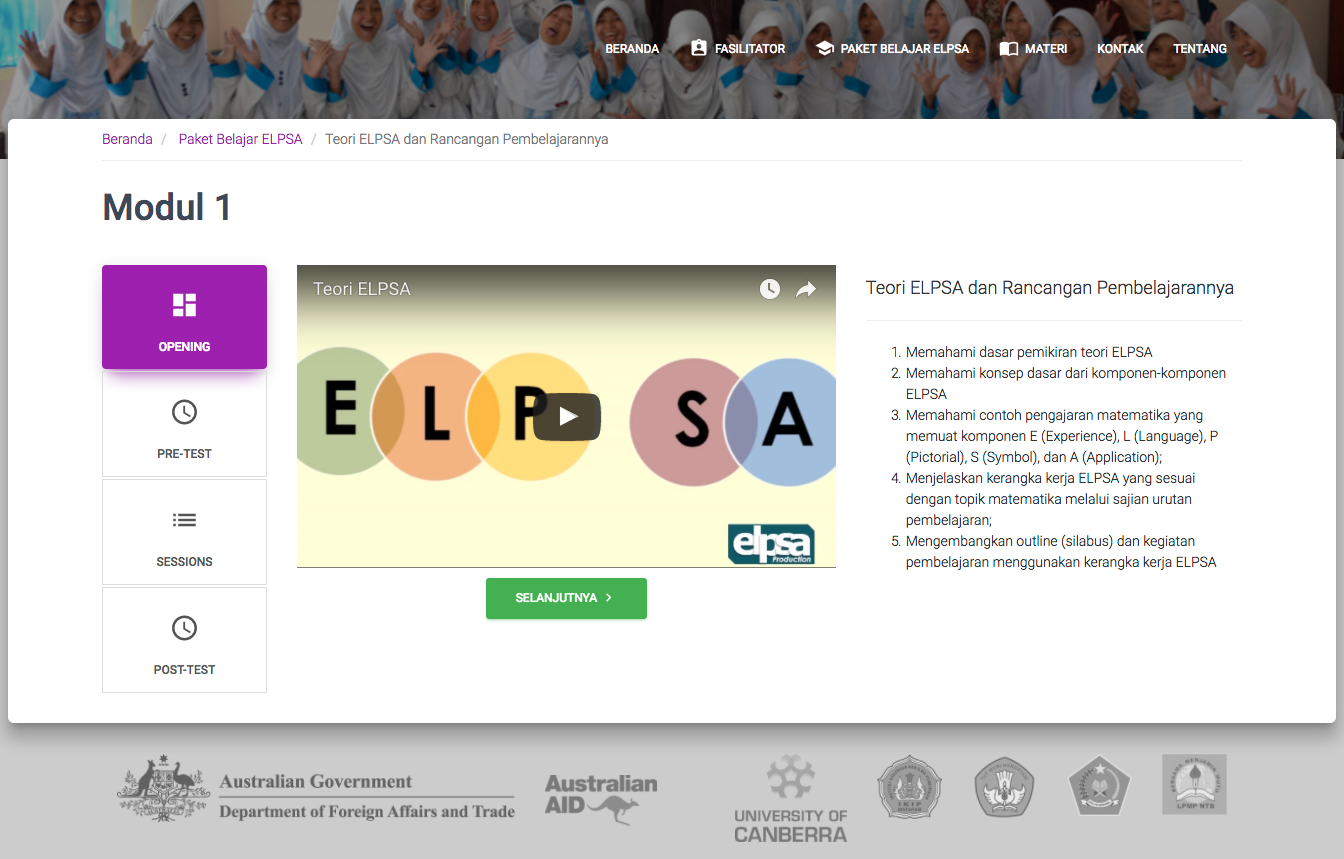 BERANDA FASILITATOR PAKET BELAJAR ELPSA MATERI KONTAK TENTANG
Beranda / Paket Belajar ELPSA / Teori ELPSA dan Rancangan Pembelajarannya
Modul 1
OPENING
PRE-TEST
SESSIONS
POST-TEST
Teori ELPSA
E L P S A
elpsa
Production
SELANJUTNYA
Teori ELPSA dan Rancangan Pembelajarannya
1. Memahami dasar pemikiran teori ELPSA
2. Memahami konsep dasar dari komponen-komponen
ELPSA
3. Memahami contoh pengajaran matematika yang
memuat komponen E (Experience), L (Language), P
(Pictorial), S (Symbol), dan A (Application);
4. Menjelaskan kerangka kerja ELPSA yang sesuai
dengan topik matematika melalui sajian urutan
pembelajaran;
5. Mengembangkan outline (silabus) dan kegiatan
pembelajaran menggunakan kerangka kerja ELPSA
Australian Government
Department of Foreign Affairs and Trade
Australian
AID
UNIVERSITY OF
CANBERRA
IKIP
LPMP NTB